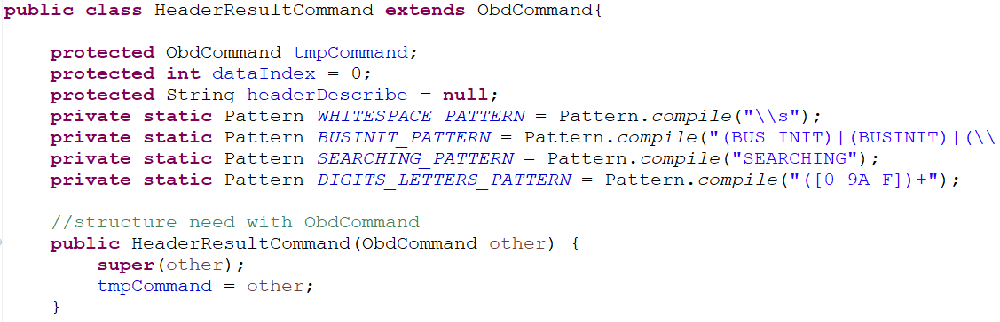 public class HeaderResultCommand extends ObdCommand{
protected ObdCommand tmpCommand;
protected int dataIndex = 0;
protected String headerDescribe = null;
private static Pattern WHITESPACE_PATTERN = Pattern.compile("\\s");
private static Pattern BUSINIT_PATTERN = Pattern.compile("(BUS INIT)|(BUSINIT)|(\\
private static Pattern SEARCHING_PATTERN = Pattern.compile("SEARCHING");
private static Pattern DIGITS_LETTERS_PATTERN = Pattern.compile("([0-9A-F])+");
//structure need with ObdCommand
public HeaderResultCommand(ObdCommand other) {
super(other);
tmpCommand = other;
}